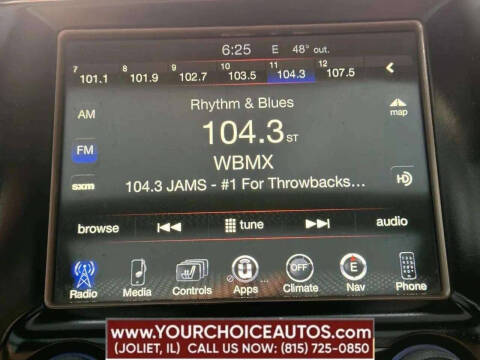 6:25 E 48° out.
7 8 9 10 11 12
101.1 101.9 102.7 103.5 104.3 107.5
AM
Rhythm & Blues
map
FM
104.3 ST
WBMX
sxm
104.3 JAMS - #1 For Throwbacks...
HD
browse
tune
audio
OFF
E
Radio Media Controls Apps Climate Nav Phone
WWW.YOURCHOICEAUTOS.COM
(JOLIET, IL) CALL US NOW: (815) 725-0850